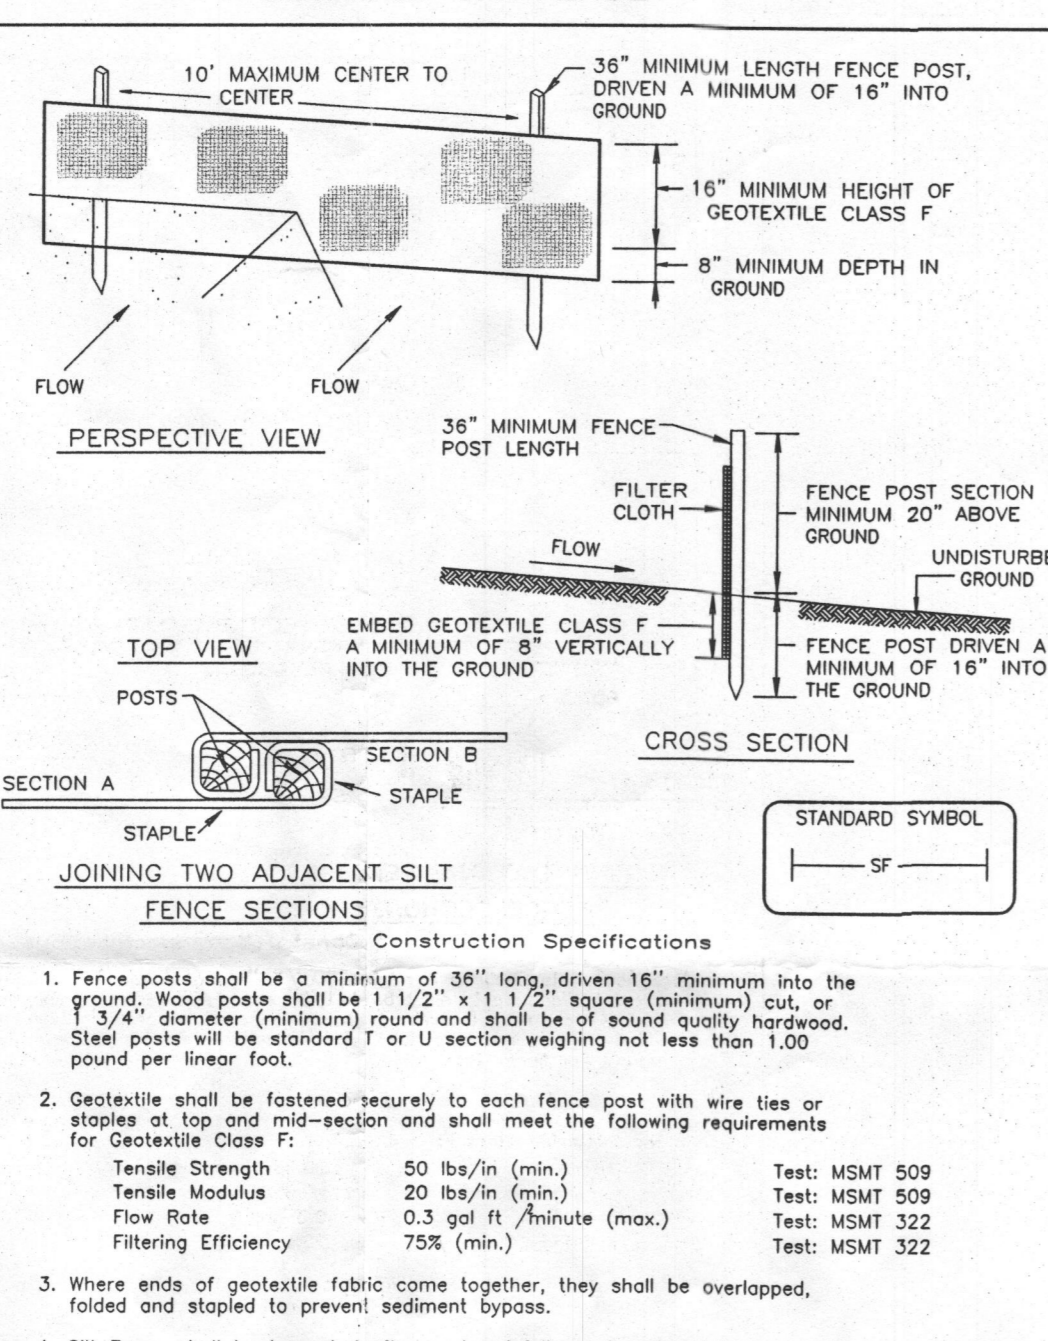 10' MAXIMUM CENTER TO
CENTER
36" MINIMUM LENGTH FENCE POST,
DRIVEN A MINIMUM OF 16" INTO
GROUND
16" MINIMUM HEIGHT OF
GEOTEXTILE CLASS F
8" MINIMUM DEPTH IN
GROUND
FLOW
FLOW
PERSPECTIVE VIEW
36" MINIMUM FENCE
POST LENGTH
FILTER
CLOTH
FLOW
FENCE POST SECTION
MINIMUM 20" ABOVE
GROUND
UNDISTURBE
GROUND
EMBED GEOTEXTILE CLASS F
A MINIMUM OF 8" VERTICALLY
INTO THE GROUND
FENCE POST DRIVEN A
MINIMUM OF 16" INTO
THE GROUND
CROSS SECTION
TOP VIEW
POSTS
SECTION B
SECTION A
STAPLE
STAPLE
JOINING TWO ADJACENT SILT
FENCE SECTIONS
STANDARD SYMBOL
SF
Construction Specifications
1. Fence posts shall be a minimum of 36" long, driven 16" minimum into the
ground. Wood posts shall be 1 1/2" x 1 1/2" square (minimum) cut, or
1 3/4" diameter (minimum) round and shall be of sound quality hardwood.
Steel posts will be standard T or U section weighing not less than 1.00
pound per linear foot.
2. Geotextile shall be fastened securely to each fence post with wire ties or
staples at top and mid-section and shall meet the following requirements
for Geotextile Class F:
Tensile Strength 50 lbs/in (min.) Test: MSMT 509
Tensile Modulus 20 lbs/in (min.) Test: MSMT 509
Flow Rate 0.3 gal ft²/minute (max.) Test: MSMT 322
Filtering Efficiency 75% (min.) Test: MSMT 322
3. Where ends of geotextile fabric come together, they shall be overlapped,
folded and stapled to prevent sediment bypass.